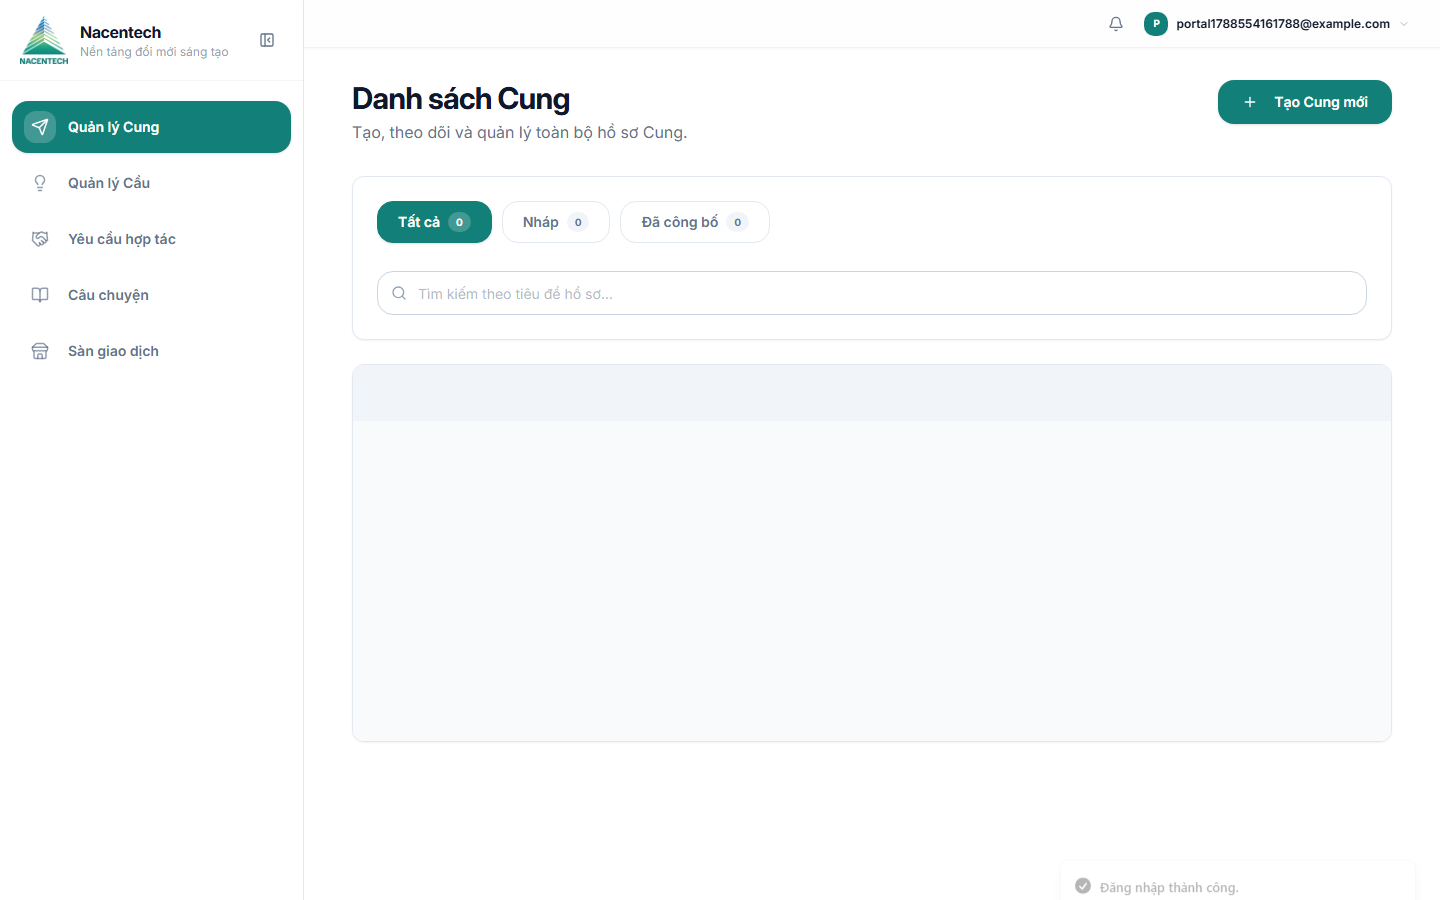 Nacentech
Nền tảng đổi mới sáng tạo
NACENTECH
P
portal1788554161788@example.com
Quản lý Cung
Quản lý Cầu
Yêu cầu hợp tác
Câu chuyện
Sàn giao dịch
Danh sách Cung
Tạo, theo dõi và quản lý toàn bộ hồ sơ Cung.
Tạo Cung mới
Tất cả 0
Nháp 0
Đã công bố 0
Tìm kiếm theo tiêu đề hồ sơ...
Đăng nhập thành công.